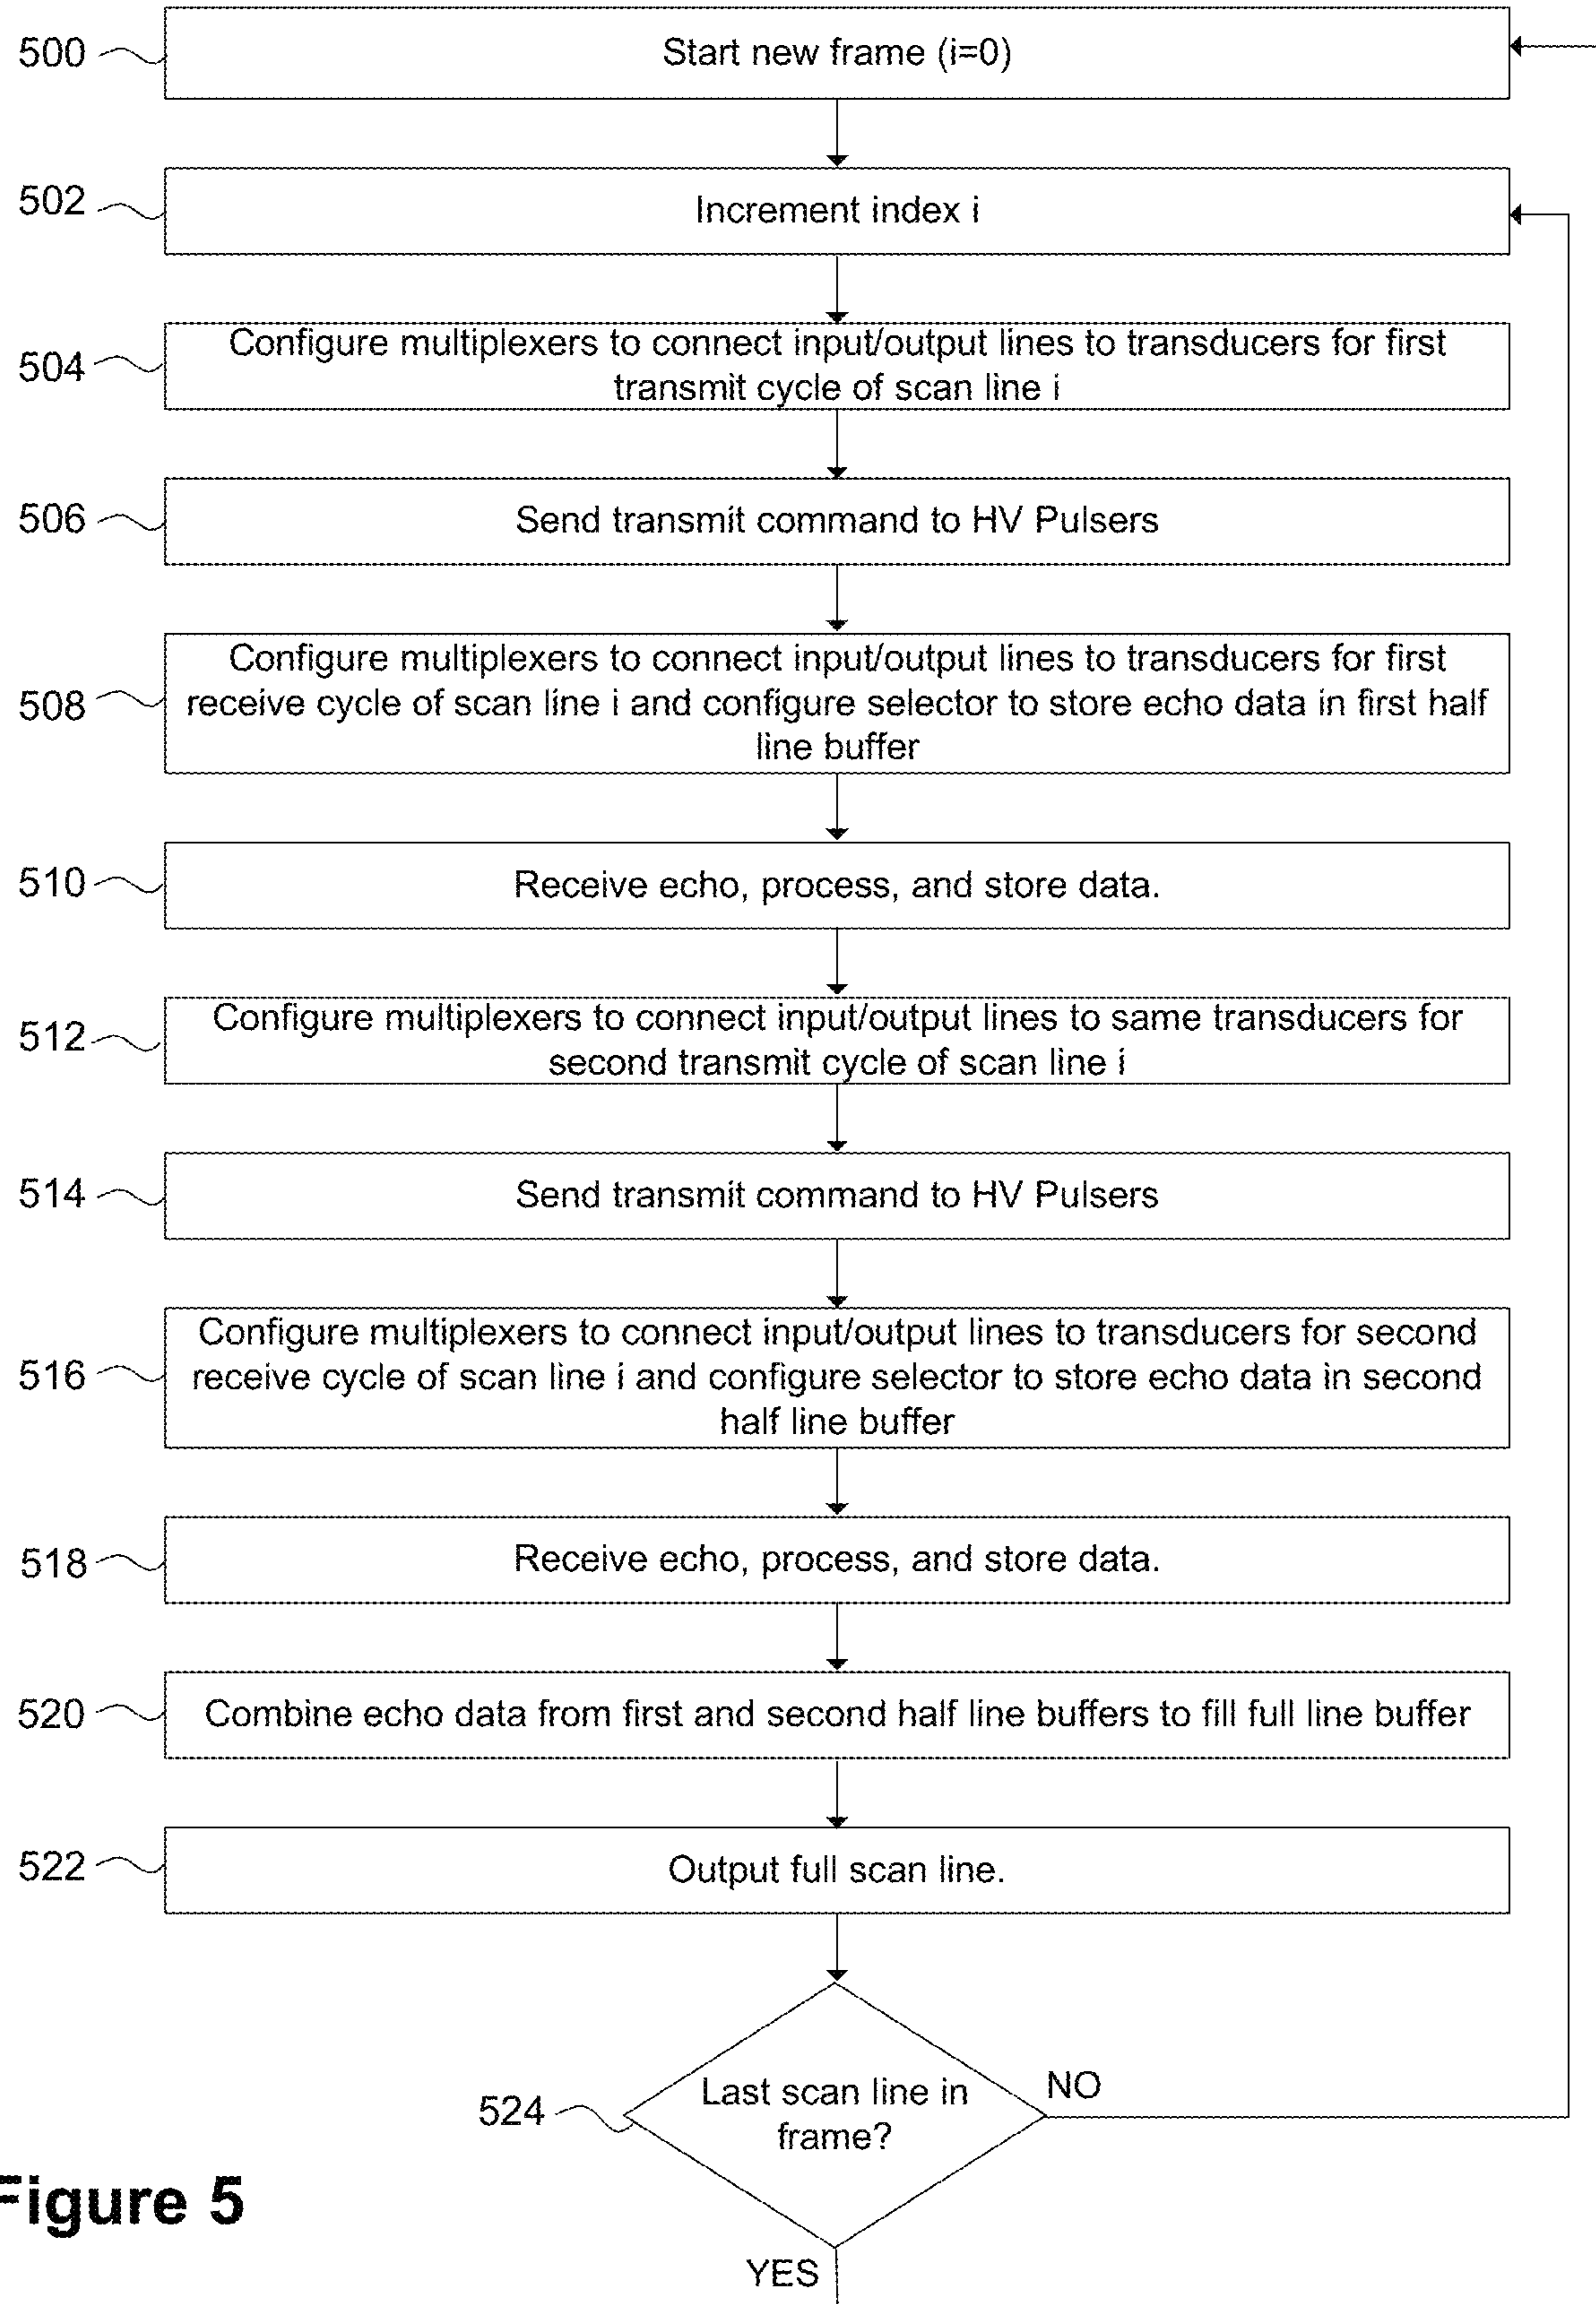 500
Start new frame (i=0)
502
Increment index i
504
Configure multiplexers to connect input/output lines to transducers for first
transmit cycle of scan line i
506
Send transmit command to HV Pulsers
508
Configure multiplexers to connect input/output lines to transducers for first
receive cycle of scan line i and configure selector to store echo data in first half
line buffer
510
Receive echo, process, and store data.
512
Configure multiplexers to connect input/output lines to same transducers for
second transmit cycle of scan line i
514
Send transmit command to HV Pulsers
516
Configure multiplexers to connect input/output lines to transducers for second
receive cycle of scan line i and configure selector to store echo data in second
half line buffer
518
Receive echo, process, and store data.
520
Combine echo data from first and second half line buffers to fill full line buffer
522
Output full scan line.
524
Last scan line in
frame?
NO
YES
Figure 5